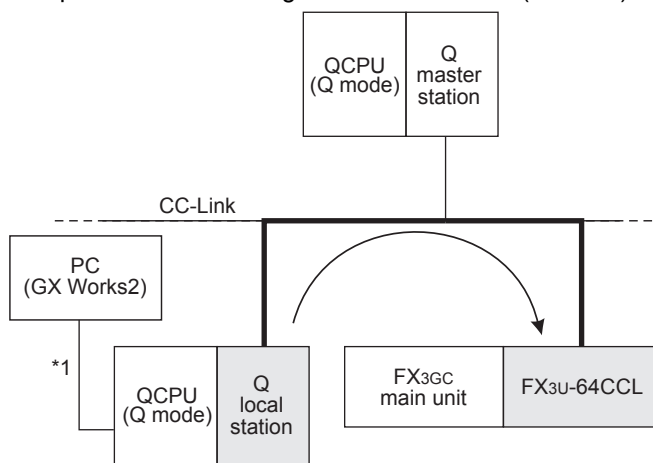 QCPU
(Q mode)
Q
master
station
CC-Link
PC
(GX Works2)
*1
QCPU
(Q mode)
Q
local
station
FX3GC
main unit
FX3U-64CCL